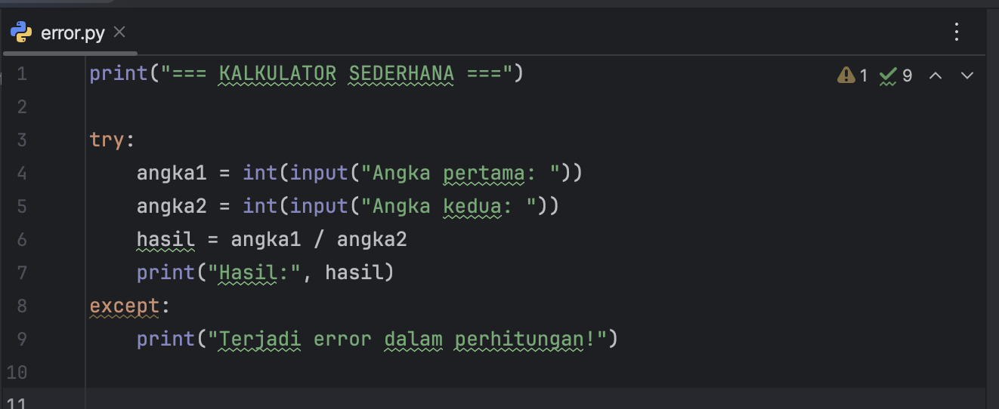 error.py
1 print("=== KALKULATOR SEDERHANA ===")
1 9
2
3 try:
4     angka1 = int(input("Angka pertama: "))
5     angka2 = int(input("Angka kedua: "))
6     hasil = angka1 / angka2
7     print("Hasil:", hasil)
8 except:
9     print("Terjadi error dalam perhitungan!")
10
11